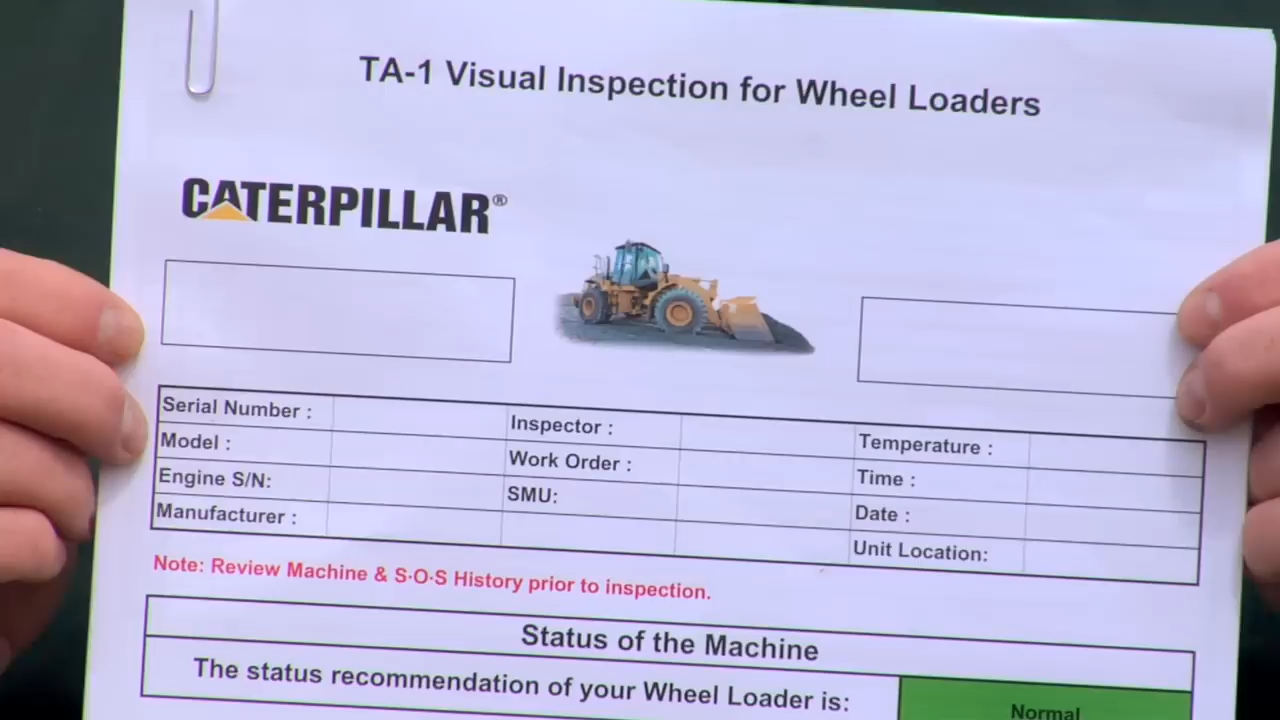 TA-1 Visual Inspection for Wheel Loaders
CATERPILLAR®
Serial Number : Inspector : Temperature :
Model : Work Order : Time :
Engine S/N: SMU: Date :
Manufacturer : Unit Location:
Note: Review Machine & S·O·S History prior to inspection.
Status of the Machine
The status recommendation of your Wheel Loader is: Normal